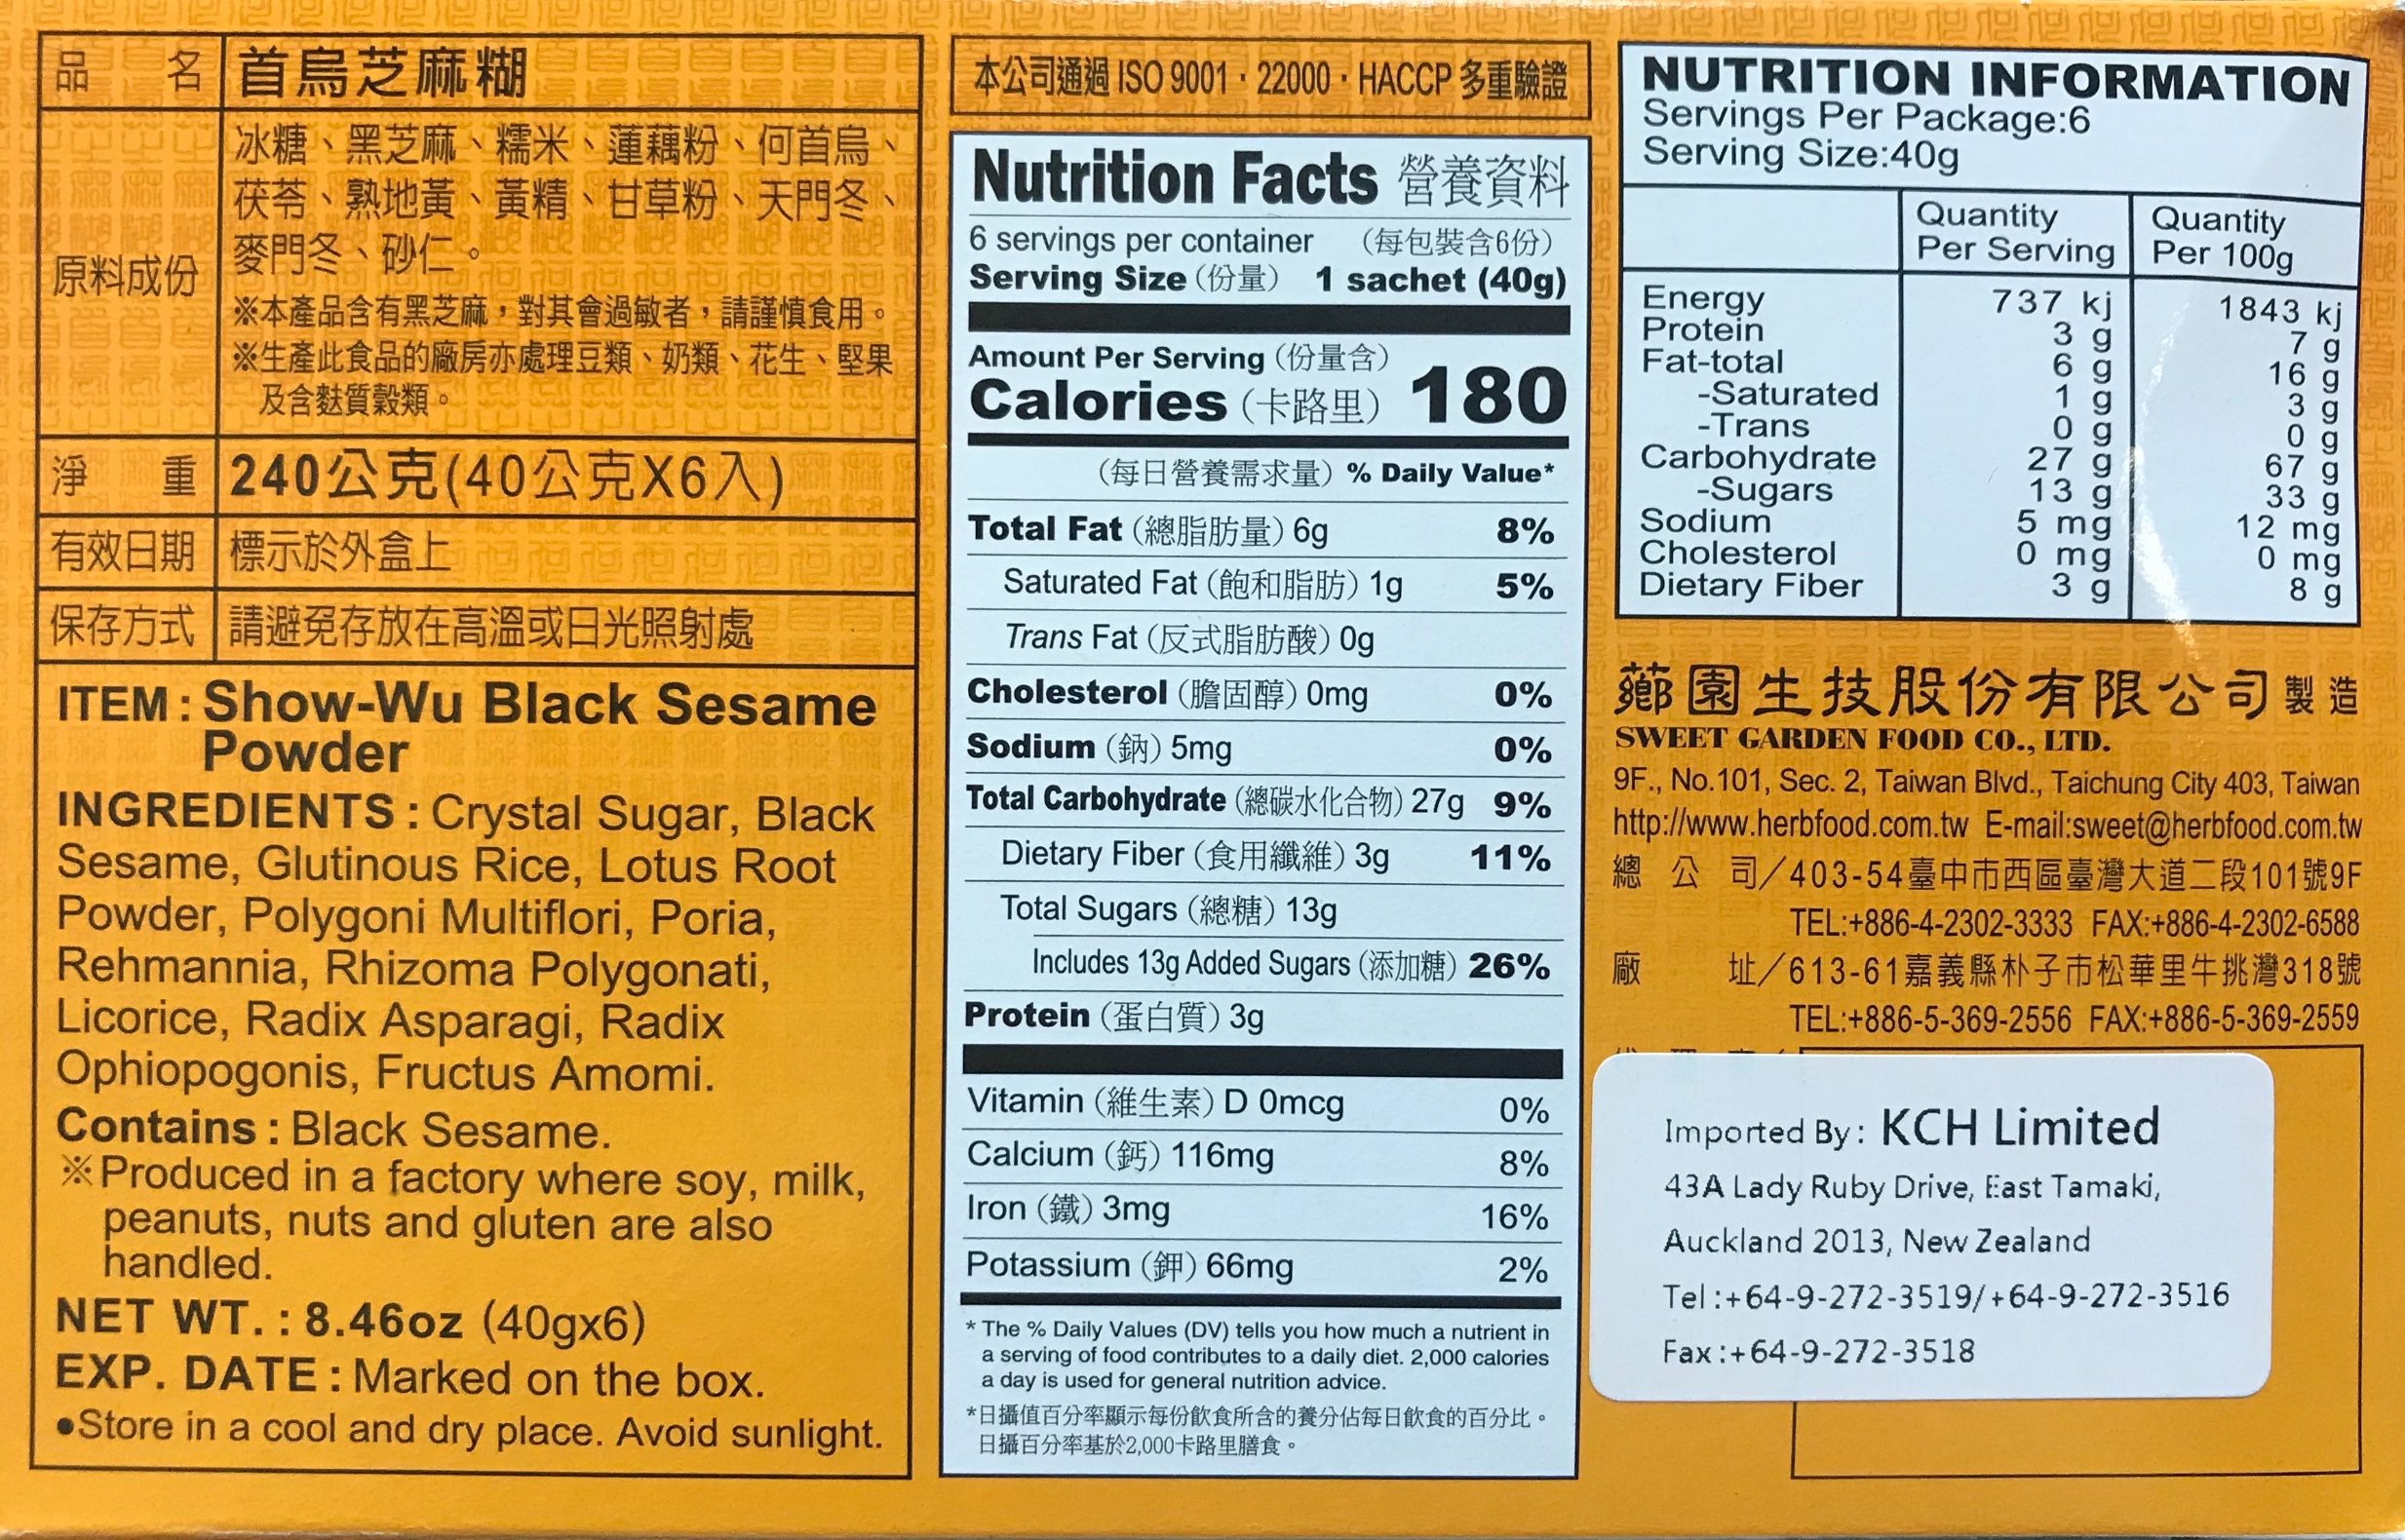 品 名 首烏芝麻糊
原料成份
冰糖、黑芝麻、糯米、蓮藕粉、何首烏、
茯苓、熟地黃、黃精、甘草粉、天門冬、
麥門冬、砂仁。
※本產品含有黑芝麻，對其會過敏者，請謹慎食用。
※生產此食品的廠房亦處理豆類、奶類、花生、堅果
及含麩質穀類。
淨 重 240公克(40公克X6入)
有效日期 標示於外盒上
保存方式 請避免存放在高溫或日光照射處
ITEM : Show-Wu Black Sesame
Powder
INGREDIENTS : Crystal Sugar, Black
Sesame, Glutinous Rice, Lotus Root
Powder, Polygoni Multiflori, Poria,
Rehmannia, Rhizoma Polygonati,
Licorice, Radix Asparagi, Radix
Ophiopogonis, Fructus Amomi.
Contains : Black Sesame.
※Produced in a factory where soy, milk,
peanuts, nuts and gluten are also
handled.
NET WT. : 8.46oz (40gx6)
EXP. DATE : Marked on the box.
●Store in a cool and dry place. Avoid sunlight.
本公司通過 ISO 9001 · 22000 · HACCP 多重驗證
Nutrition Facts 營養資料
6 servings per container （每包裝含6份）
Serving Size（份量） 1 sachet (40g)
Amount Per Serving（份量含）
Calories（卡路里） 180
（每日營養需求量）% Daily Value*
Total Fat（總脂肪量）6g 8%
Saturated Fat（飽和脂肪）1g 5%
Trans Fat（反式脂肪酸）0g
Cholesterol（膽固醇）0mg 0%
Sodium（鈉）5mg 0%
Total Carbohydrate（總碳水化合物）27g 9%
Dietary Fiber（食用纖維）3g 11%
Total Sugars（總糖）13g
Includes 13g Added Sugars（添加糖）26%
Protein（蛋白質）3g
Vitamin（維生素）D 0mcg 0%
Calcium（鈣）116mg 8%
Iron（鐵）3mg 16%
Potassium（鉀）66mg 2%
* The % Daily Values (DV) tells you how much a nutrient in
a serving of food contributes to a daily diet. 2,000 calories
a day is used for general nutrition advice.
*日攝值百分率顯示每份飲食所含的養分佔每日飲食的百分比。
日攝百分率基於2,000卡路里膳食。
NUTRITION INFORMATION
Servings Per Package:6
Serving Size:40g
Quantity Per Serving Quantity Per 100g
Energy 737 kj 1843 kj
Protein 3 g 7 g
Fat-total 6 g 16 g
-Saturated 1 g 3 g
-Trans 0 g 0 g
Carbohydrate 27 g 67 g
-Sugars 13 g 33 g
Sodium 5 mg 12 mg
Cholesterol 0 mg 0 mg
Dietary Fiber 3 g 8 g
薌園生技股份有限公司 製造
SWEET GARDEN FOOD CO., LTD.
9F., No.101, Sec. 2, Taiwan Blvd., Taichung City 403, Taiwan
http://www.herbfood.com.tw E-mail:sweet@herbfood.com.tw
總 公 司／403-54臺中市西區臺灣大道二段101號9F
TEL:+886-4-2302-3333 FAX:+886-4-2302-6588
廠 址／613-61嘉義縣朴子市松華里牛挑灣318號
TEL:+886-5-369-2556 FAX:+886-5-369-2559
Imported By: KCH Limited
43A Lady Ruby Drive, East Tamaki,
Auckland 2013, New Zealand
Tel :+64-9-272-3519/+64-9-272-3516
Fax :+64-9-272-3518